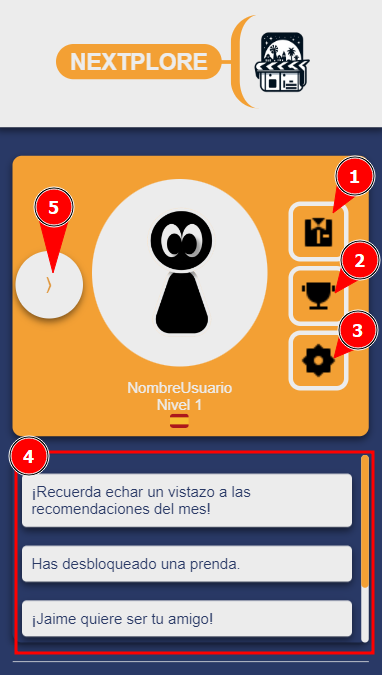 NEXTPLORE
1
5
2
3
NombreUsuario
Nivel 1
4
¡Recuerda echar un vistazo a las
recomendaciones del mes!
Has desbloqueado una prenda.
¡Jaime quiere ser tu amigo!